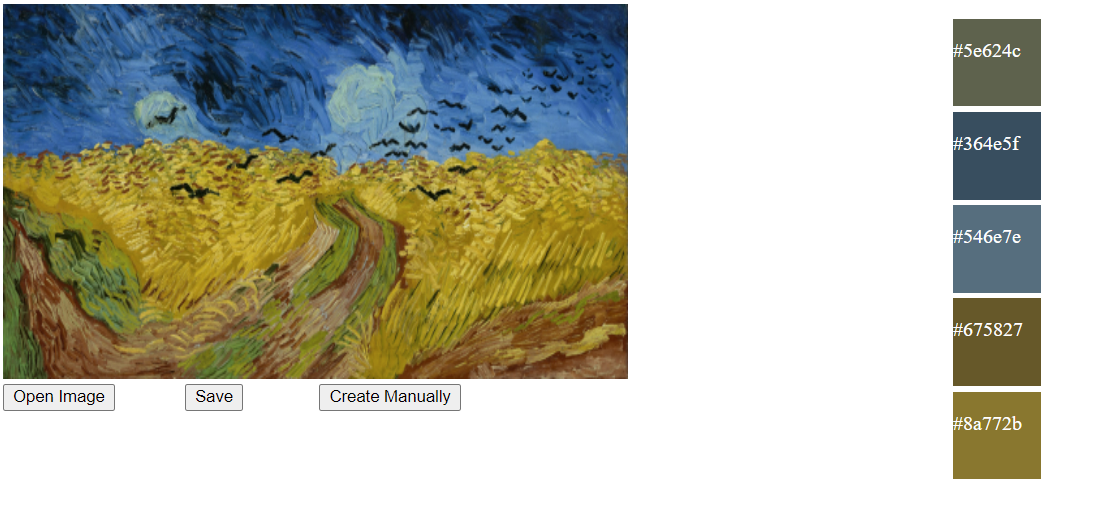 #5e624c
#364e5f
#546e7e
#675827
#8a772b
Open Image
Save
Create Manually